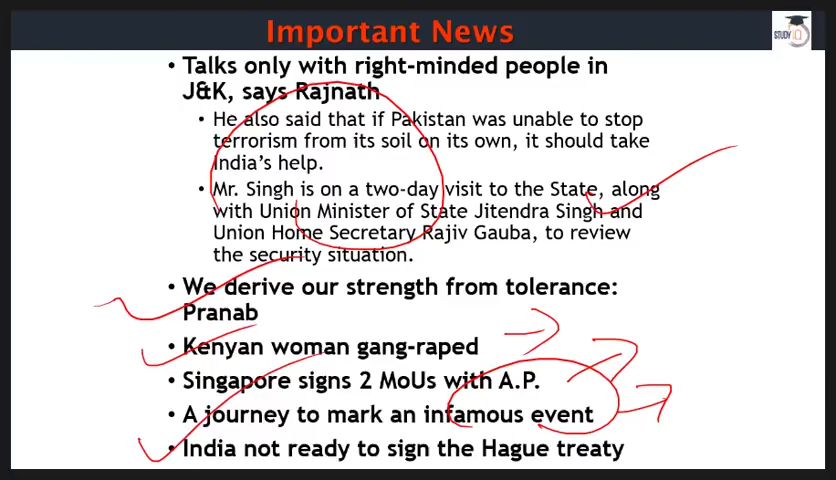 Important News
STUDY IQ
• Talks only with right-minded people in
J&K, says Rajnath
• He also said that if Pakistan was unable to stop
terrorism from its soil on its own, it should take
India's help.
• Mr. Singh is on a two-day visit to the State, along
with Union Minister of State Jitendra Singh and
Union Home Secretary Rajiv Gauba, to review
the security situation.
• We derive our strength from tolerance:
Pranab
• Kenyan woman gang-raped
• Singapore signs 2 MoUs with A.P.
• A journey to mark an infamous event
• India not ready to sign the Hague treaty